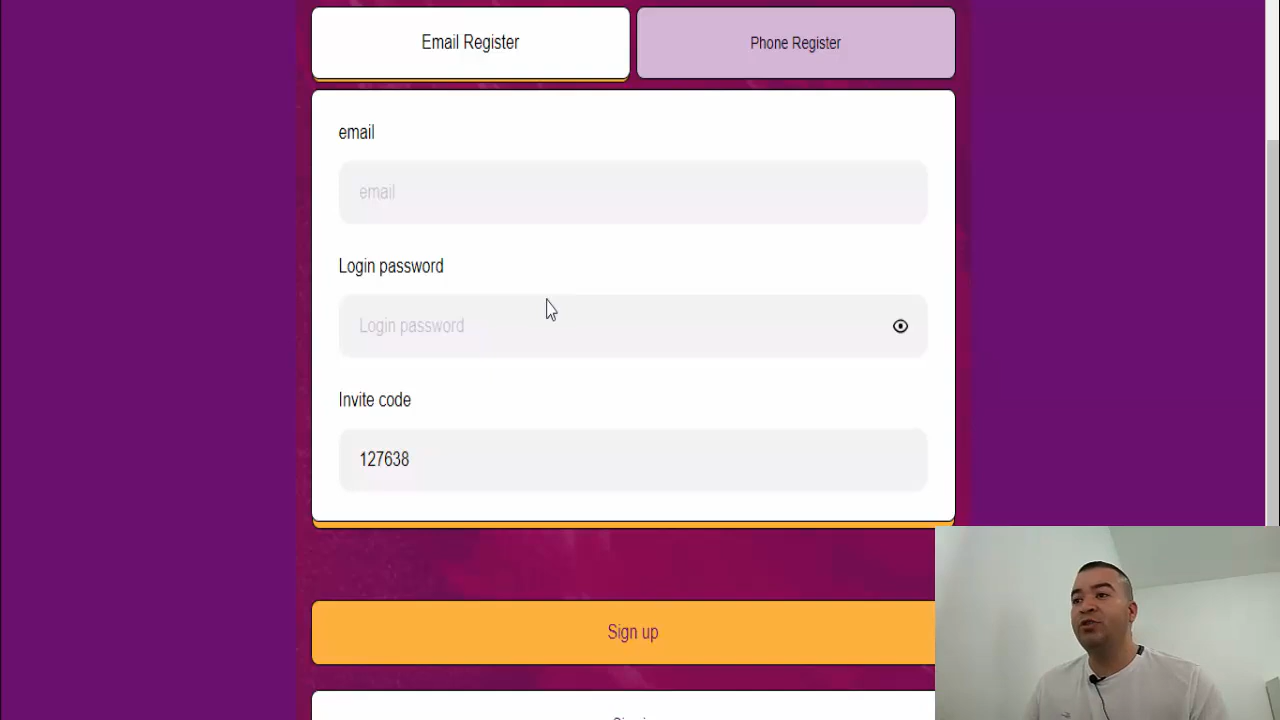 Email Register
Phone Register
email
email
Login password
Login password
Invite code
127638
Sign up